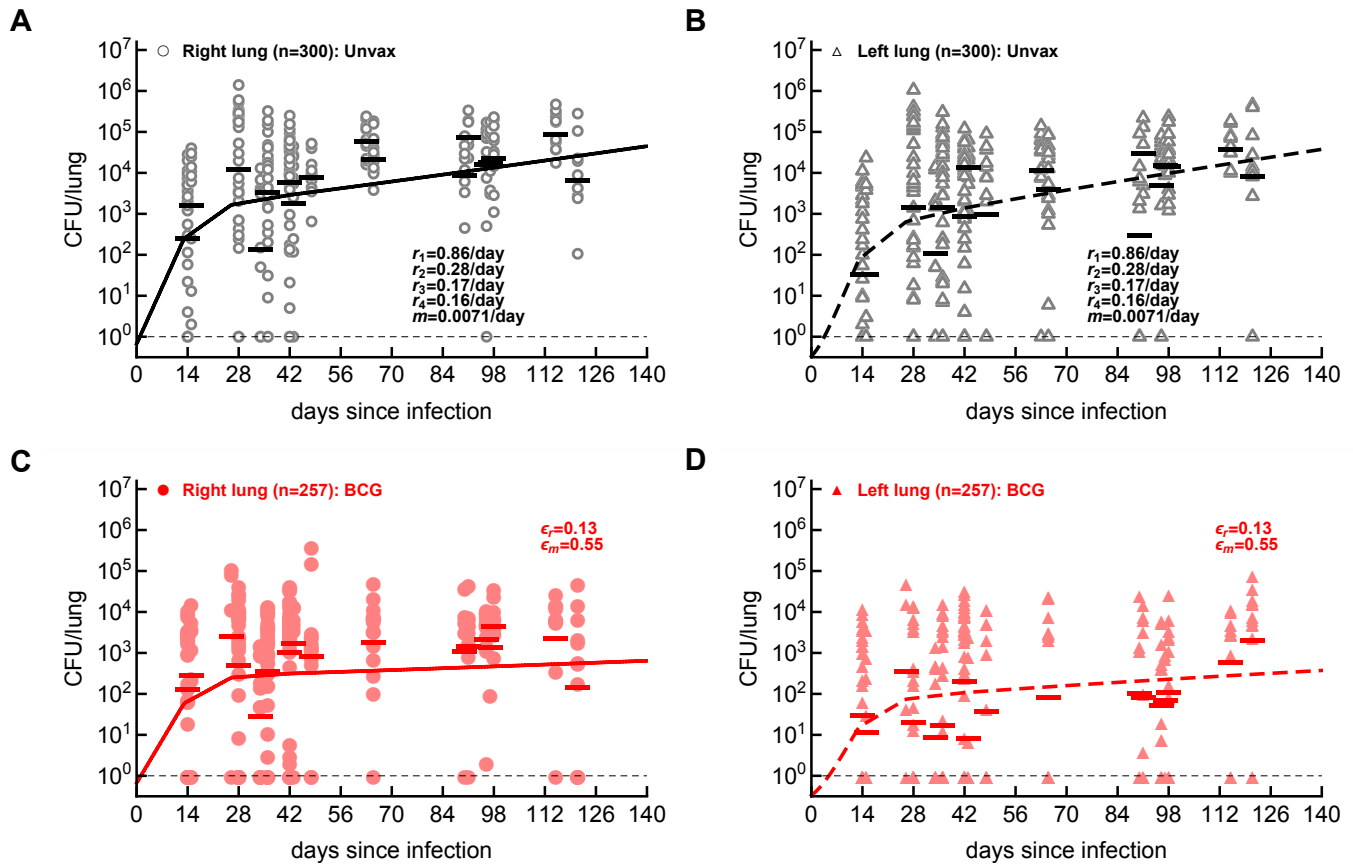 A
Right lung (n=300): Unvax
10⁷
10⁶
10⁵
10⁴
10³
10²
10¹
10⁰
CFU/lung
r₁=0.86/day
r₂=0.28/day
r₃=0.17/day
r₄=0.16/day
m=0.0071/day
0 14 28 42 56 70 84 98 112 126 140
days since infection
B
Left lung (n=300): Unvax
10⁷
10⁶
10⁵
10⁴
10³
10²
10¹
10⁰
CFU/lung
r₁=0.86/day
r₂=0.28/day
r₃=0.17/day
r₄=0.16/day
m=0.0071/day
0 14 28 42 56 70 84 98 112 126 140
days since infection
C
Right lung (n=257): BCG
10⁷
10⁶
10⁵
10⁴
10³
10²
10¹
10⁰
CFU/lung
ϵᵣ=0.13
ϵₘ=0.55
0 14 28 42 56 70 84 98 112 126 140
days since infection
D
Left lung (n=257): BCG
10⁷
10⁶
10⁵
10⁴
10³
10²
10¹
10⁰
CFU/lung
ϵᵣ=0.13
ϵₘ=0.55
0 14 28 42 56 70 84 98 112 126 140
days since infection